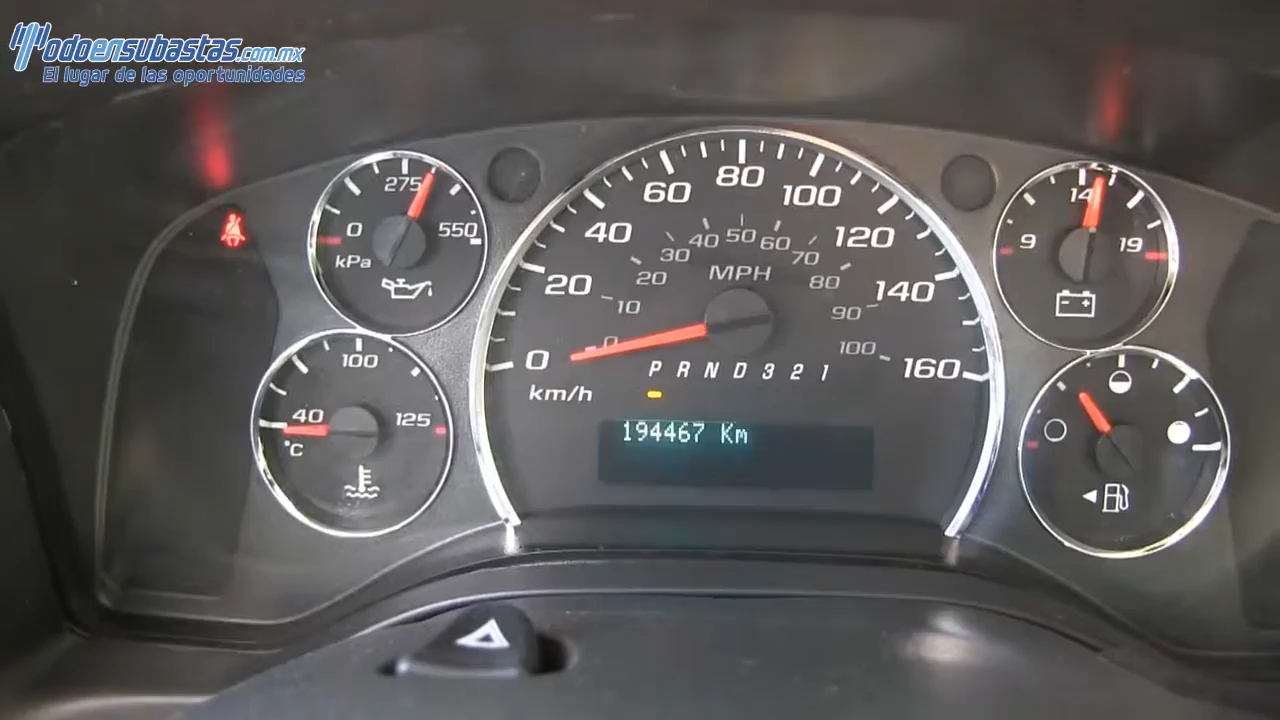 Todoensubastas.com.mx
El lugar de las oportunidades
0 275 550
kPa
40 100 125
°C
0 20 40 60 80 100 120 140 160
km/h
0 10 20 30 40 50 60 70 80 90 100
MPH
P R N D 3 2 1
194467 Km
9 14 19